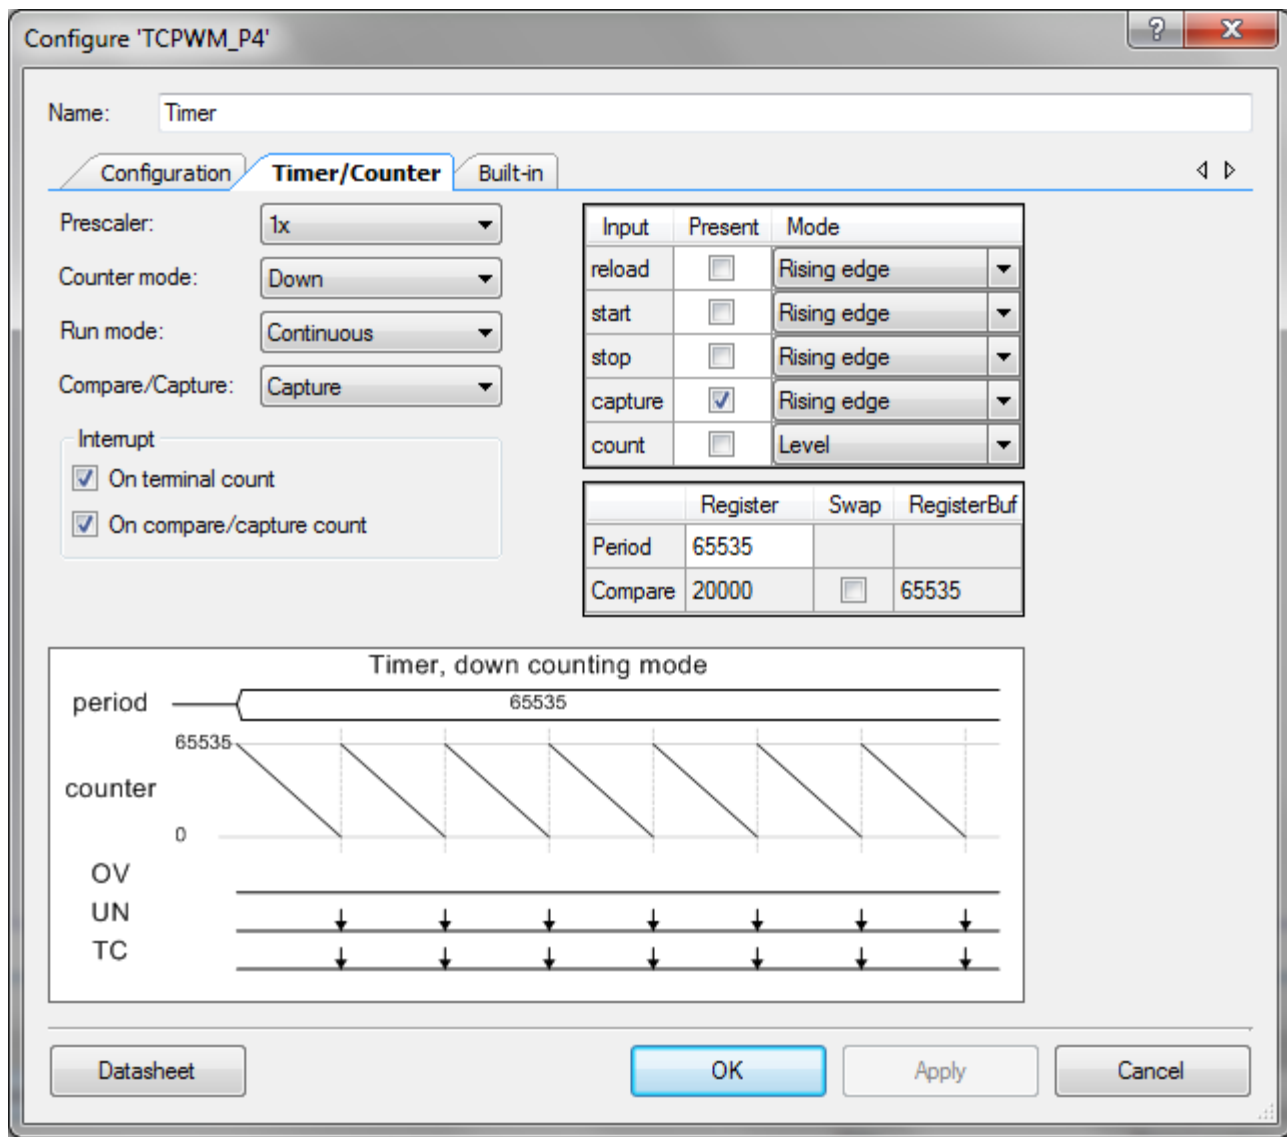 Configure 'TCPWM_P4'
Name: Timer
Configuration Timer/Counter Built-in
Prescaler: 1x
Counter mode: Down
Run mode: Continuous
Compare/Capture: Capture
Interrupt
On terminal count
On compare/capture count
Input Present Mode
reload Rising edge
start Rising edge
stop Rising edge
capture Rising edge
count Level
Register Swap RegisterBuf
Period 65535
Compare 20000 65535
Timer, down counting mode
period 65535
65535
counter
0
OV
UN
TC
Datasheet OK Apply Cancel